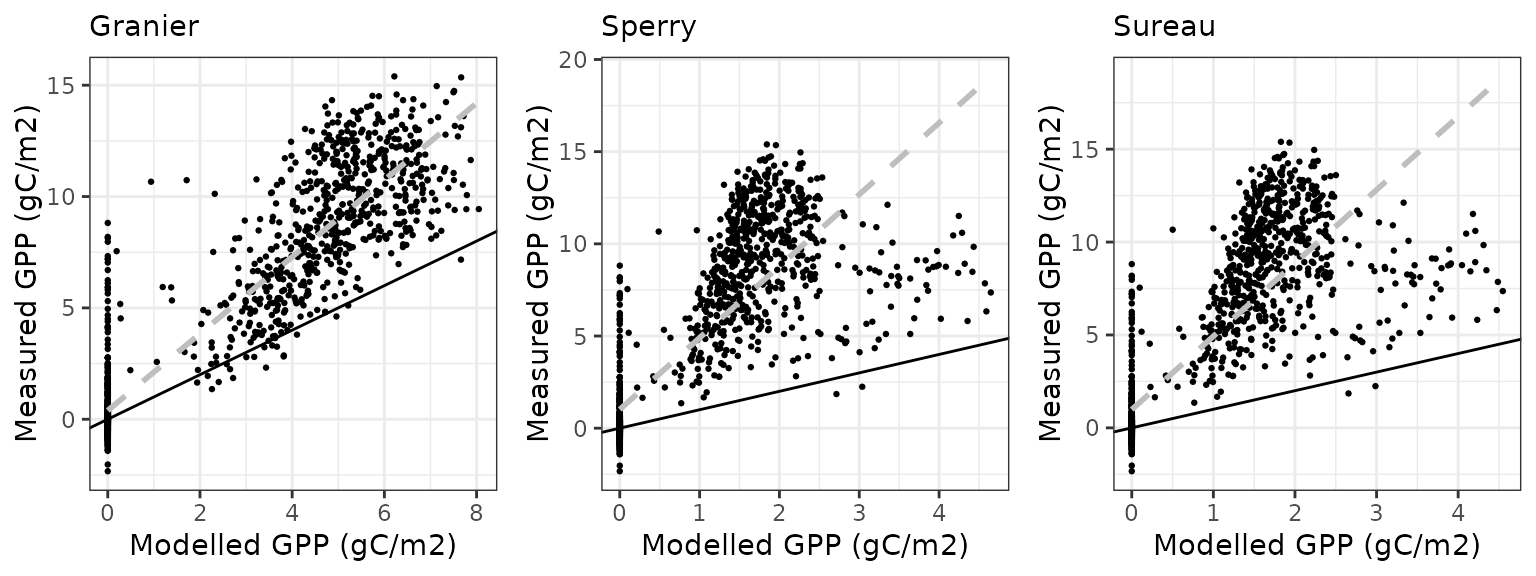 Granier
Measured GPP (gC/m2)
15
10
5
0
0 2 4 6 8
Modelled GPP (gC/m2)
Sperry
Measured GPP (gC/m2)
20
15
10
5
0
0 1 2 3 4
Modelled GPP (gC/m2)
Sureau
Measured GPP (gC/m2)
15
10
5
0
0 1 2 3 4
Modelled GPP (gC/m2)